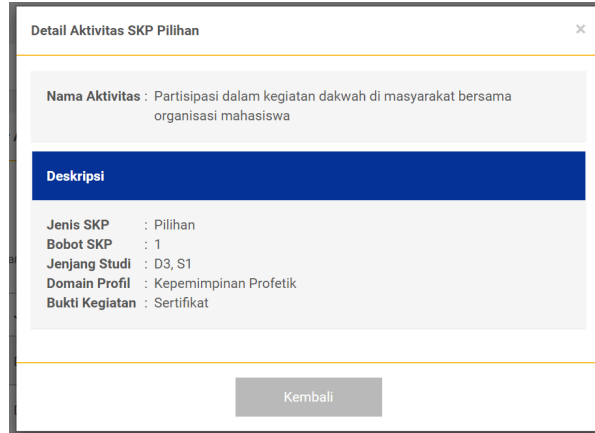 Detail Aktivitas SKP Pilihan ×
Nama Aktivitas : Partisipasi dalam kegiatan dakwah di masyarakat bersama
organisasi mahasiswa
Deskripsi
Jenis SKP : Pilihan
Bobot SKP : 1
Jenjang Studi : D3, S1
Domain Profil : Kepemimpinan Profetik
Bukti Kegiatan : Sertifikat
Kembali